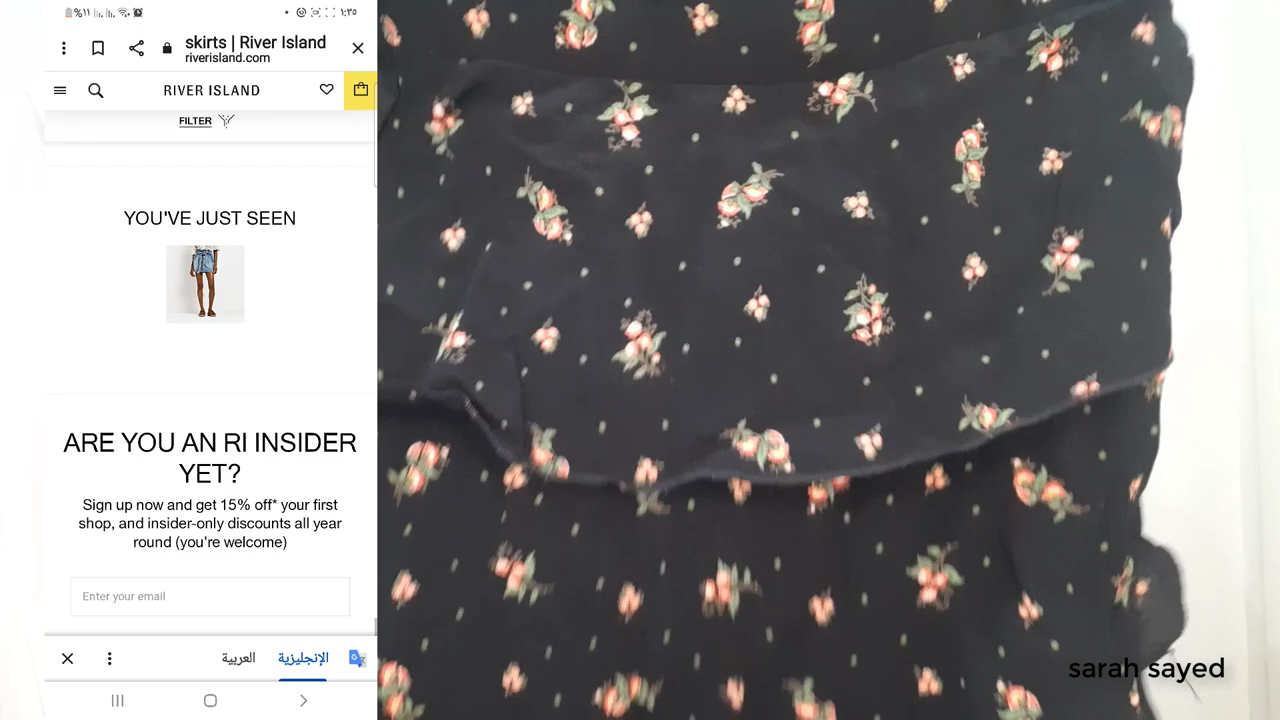 %١١ ١:٣٥
skirts | River Island
riverisland.com
RIVER ISLAND
FILTER
YOU'VE JUST SEEN
ARE YOU AN RI INSIDER
YET?
Sign up now and get 15% off* your first
shop, and insider-only discounts all year
round (you're welcome)
Enter your email
العربية الإنجليزية
sarah sayed